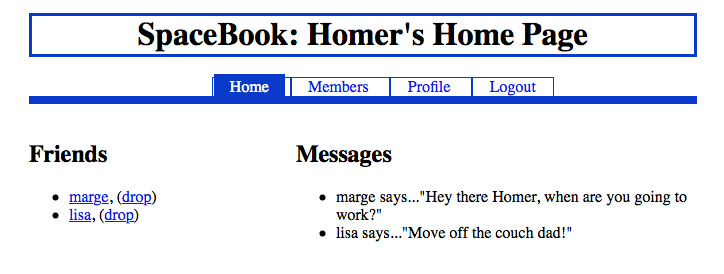 SpaceBook: Homer's Home Page
Home Members Profile Logout
Friends
marge, (drop)
lisa, (drop)
Messages
marge says..."Hey there Homer, when are you going to
work?"
lisa says..."Move off the couch dad!"